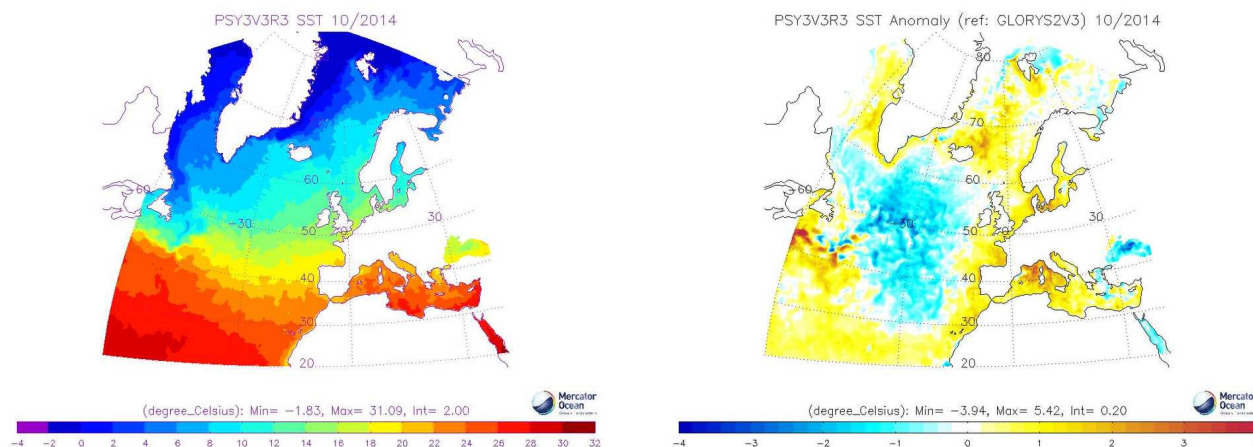 PSY3V3R3 SST 10/2014
-60
-30
60
50
30
40
30
20
(degree_Celsius): Min= -1.83, Max= 31.09, Int= 2.00
Mercator
Ocean
-4 -2 0 2 4 6 8 10 12 14 16 18 20 22 24 26 28 30 32
PSY3V3R3 SST Anomaly (ref: GLORYS2V3) 10/2014
80
70
-60
60
-30
50
30
40
30
20
(degree_Celsius): Min= -3.94, Max= 5.42, Int= 0.20
Mercator
Ocean
-4 -3 -2 -1 0 1 2 3